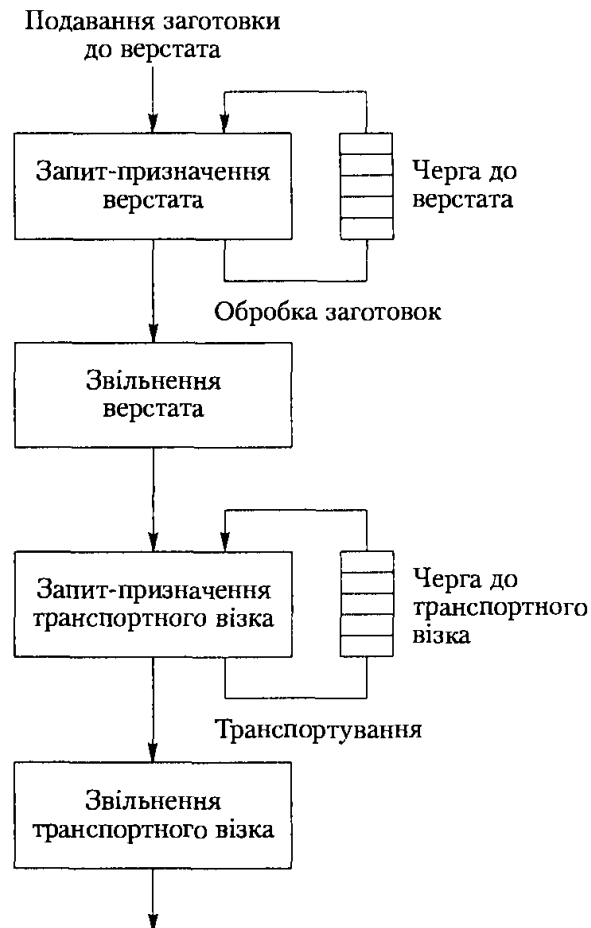 Подавання заготовки
до верстата
Запит-призначення
верстата
Черга до
верстата
Обробка заготовок
Звільнення
верстата
Запит-призначення
транспортного візка
Черга до
транспортного
візка
Транспортування
Звільнення
транспортного візка